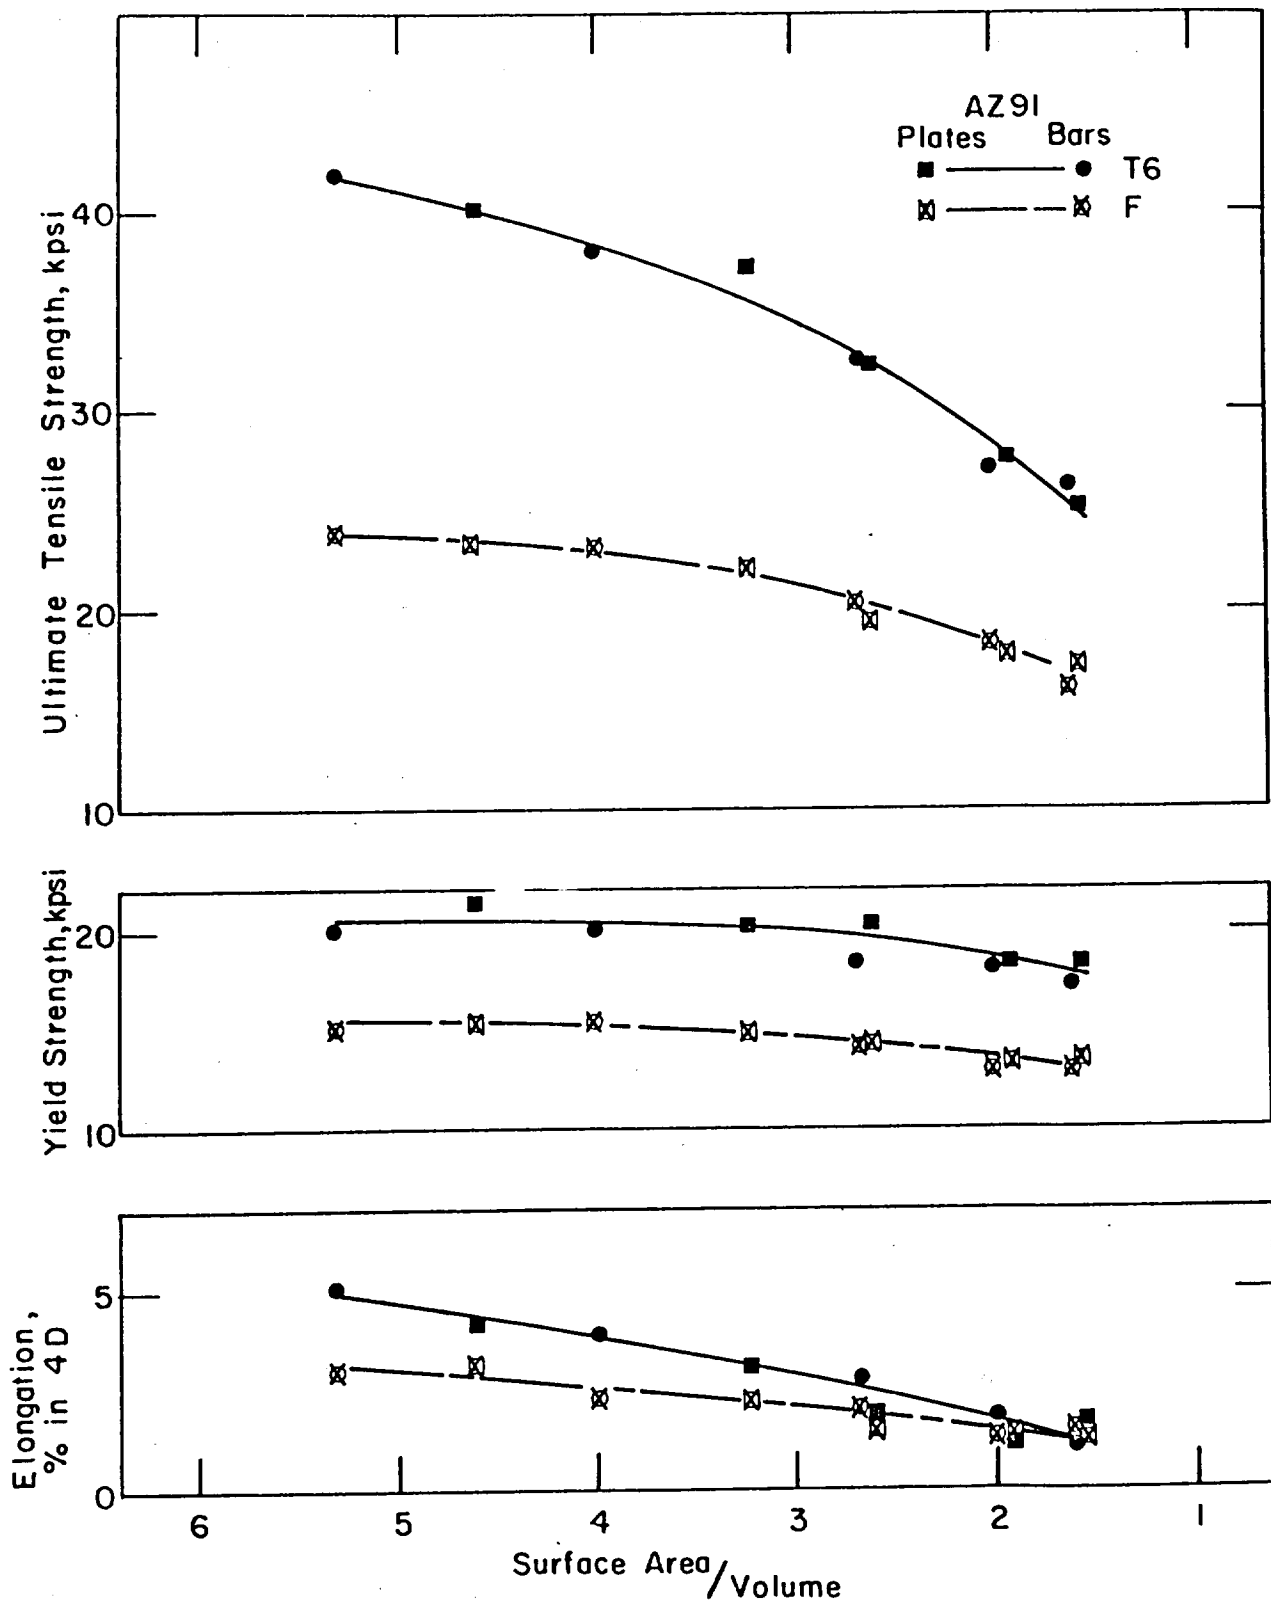 AZ91
Plates Bars
T6
F
Ultimate Tensile Strength, kpsi
40
30
20
10
Yield Strength, kpsi
20
10
Elongation,
% in 4D
5
0
6 5 4 3 2 1
Surface Area/Volume